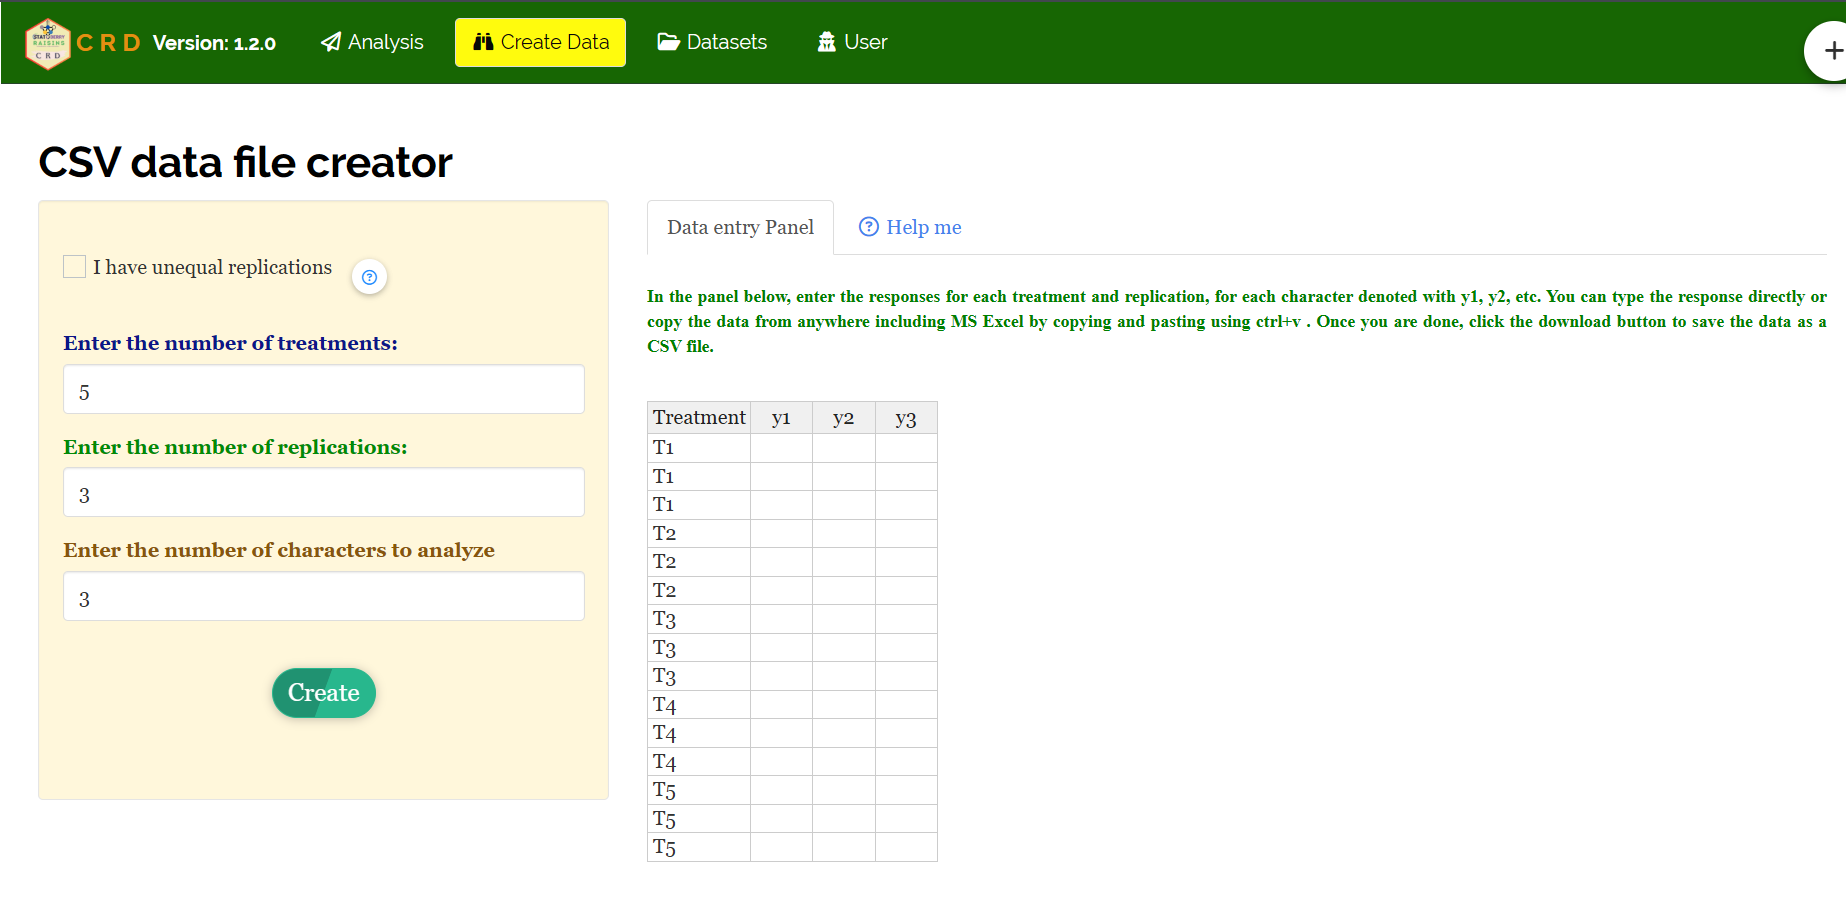 STATOBERRY
RAISINS
CRD
CRD Version: 1.2.0
Analysis
Create Data
Datasets
User
+
CSV data file creator
I have unequal replications
?
Enter the number of treatments:
5
Enter the number of replications:
3
Enter the number of characters to analyze
3
Create
Data entry Panel
? Help me
In the panel below, enter the responses for each treatment and replication, for each character denoted with y1, y2, etc. You can type the response directly or
copy the data from anywhere including MS Excel by copying and pasting using ctrl+v . Once you are done, click the download button to save the data as a
CSV file.
Treatment y1 y2 y3
T1
T1
T1
T2
T2
T2
T3
T3
T3
T4
T4
T4
T5
T5
T5